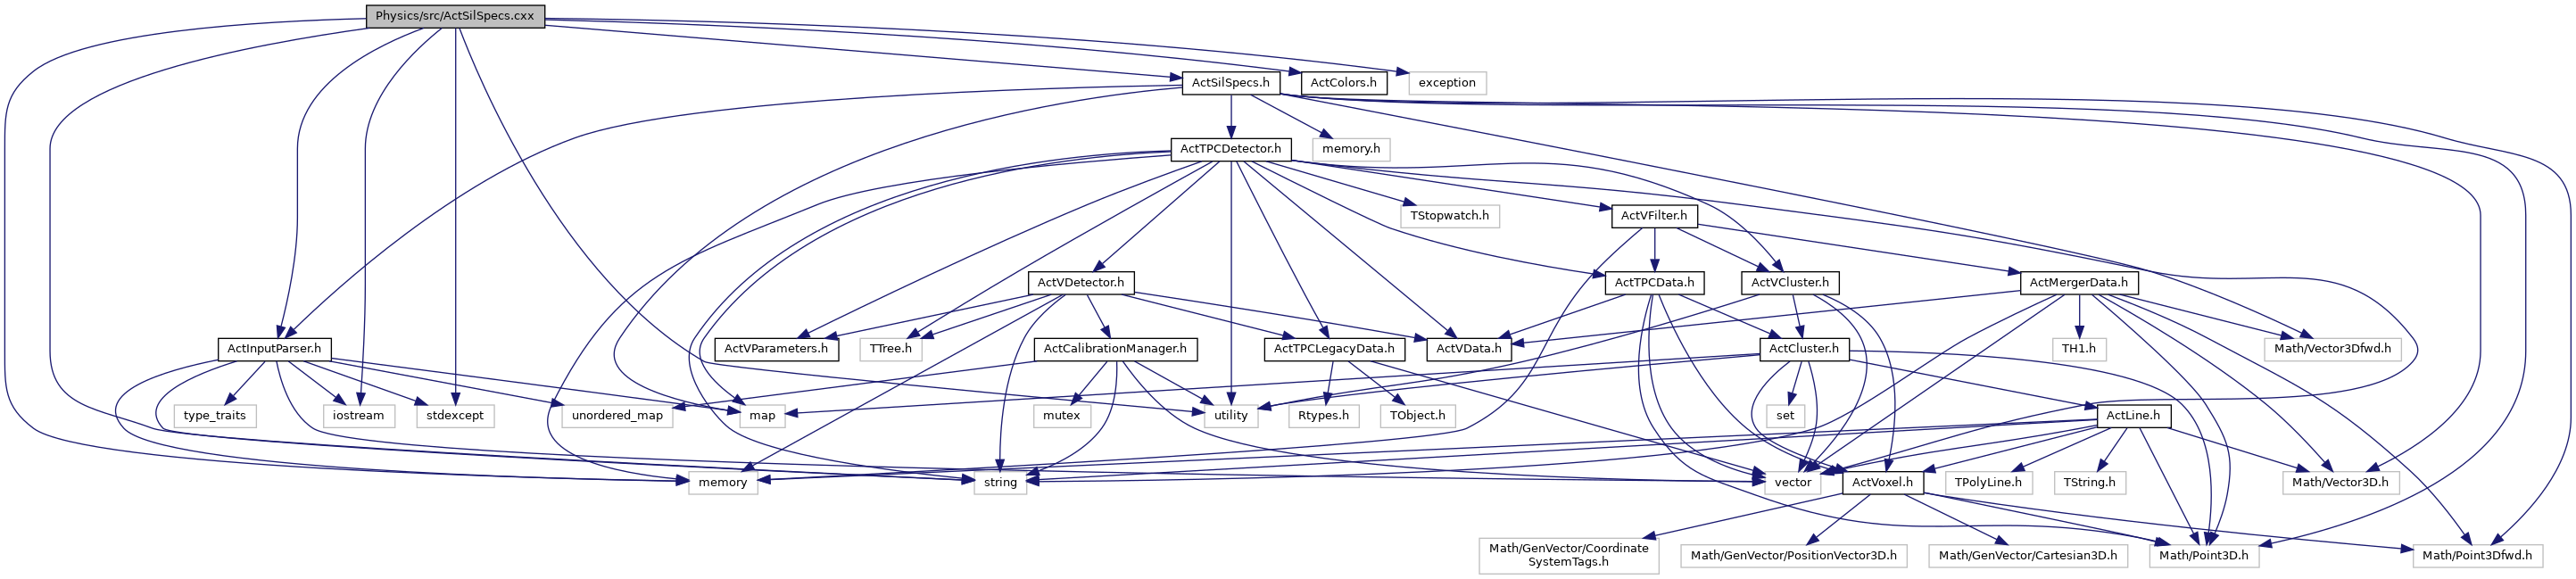 Physics/src/ActSilSpecs.cxx
ActSilSpecs.h
ActColors.h
exception
ActTPCDetector.h
memory.h
TStopwatch.h
ActVFilter.h
ActVDetector.h
ActTPCData.h
ActVCluster.h
ActMergerData.h
ActInputParser.h
ActVParameters.h
TTree.h
ActCalibrationManager.h
ActTPCLegacyData.h
ActVData.h
ActCluster.h
TH1.h
Math/Vector3Dfwd.h
type_traits
iostream
stdexcept
unordered_map
map
mutex
utility
Rtypes.h
TObject.h
set
ActLine.h
memory
string
vector
ActVoxel.h
TPolyLine.h
TString.h
Math/Vector3D.h
Math/GenVector/Coordinate
SystemTags.h
Math/GenVector/PositionVector3D.h
Math/GenVector/Cartesian3D.h
Math/Point3D.h
Math/Point3Dfwd.h